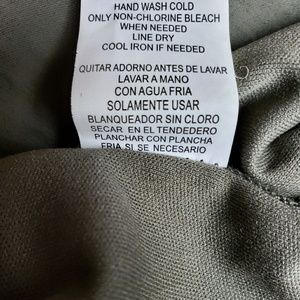 HAND WASH COLD
ONLY NON-CHLORINE BLEACH
WHEN NEEDED
LINE DRY
COOL IRON IF NEEDED
QUITAR ADORNO ANTES DE LAVAR
LAVAR A MANO
CON AGUA FRIA
SOLAMENTE USAR
BLANQUEADOR SIN CLORO
SECAR EN EL TENDEDERO
PLANCHAR CON PLANCHA
FRIA SI SE NECESARIO